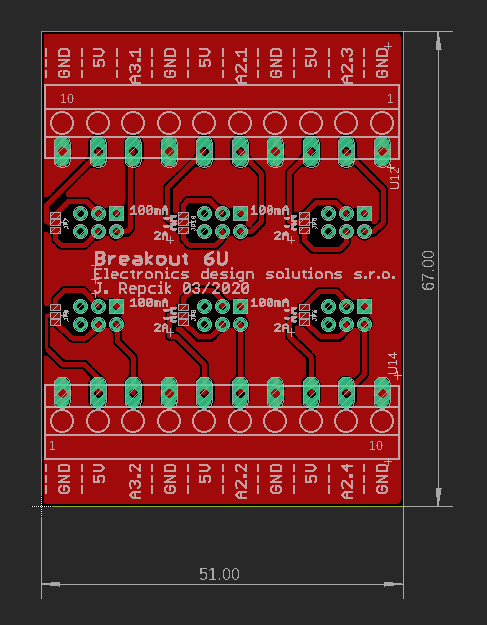 GND 5V A3.1 GND 5V A2.1 GND 5V A2.3 GND
10 1
U12
100mA 100mA
2A 2A
Breakout 6U
Electronics design solutions s.r.o.
J. Repcik 03/2020
67.00
100mA 100mA
2A 2A
U14
1 10
GND 5V A3.2 GND 5V A2.2 GND 5V A2.4 GND
51.00